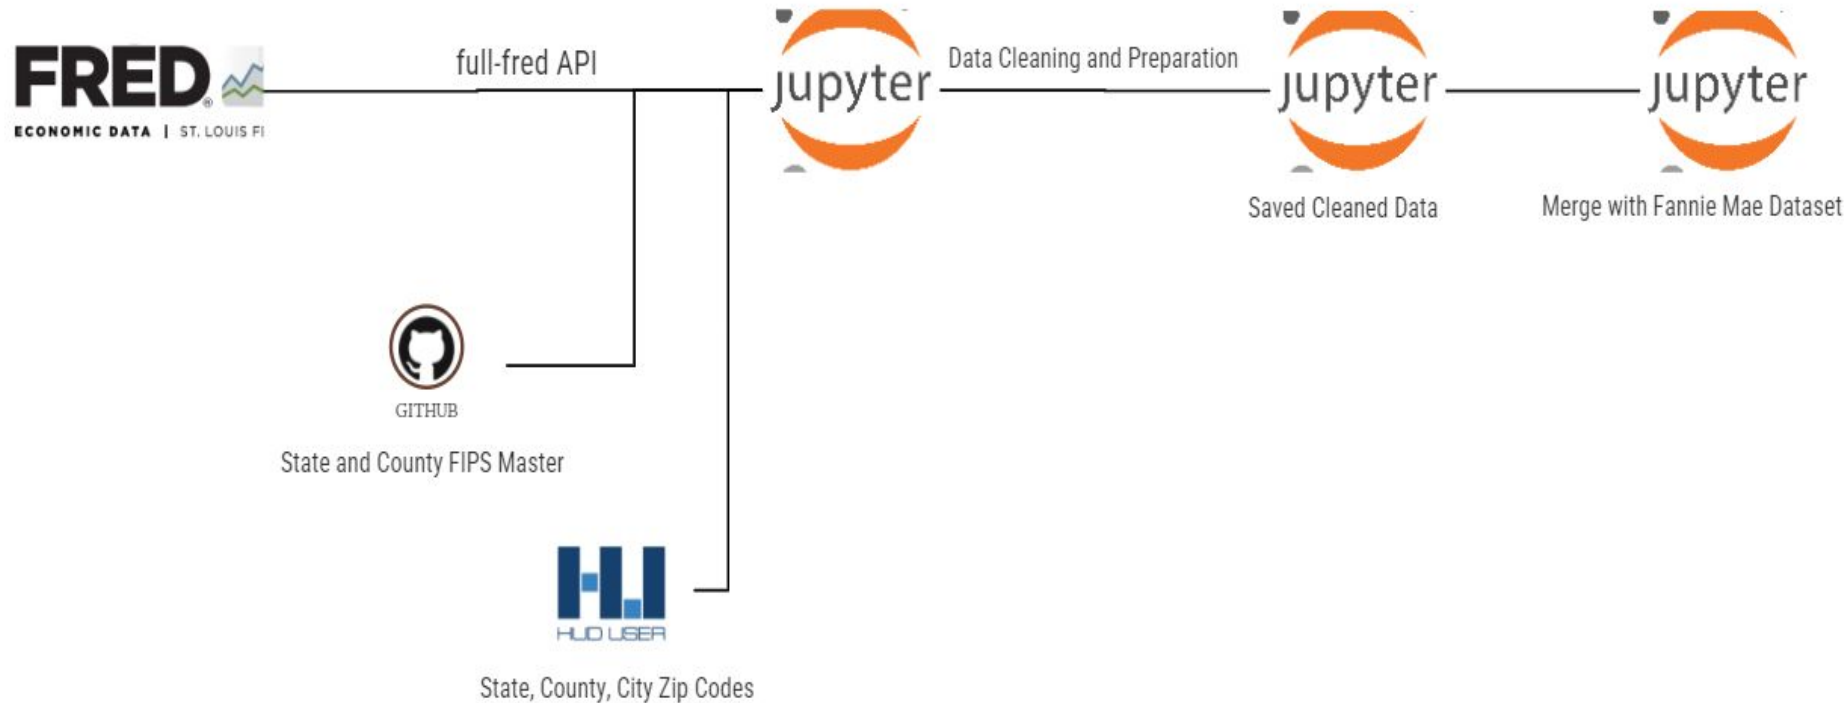 FRED®
ECONOMIC DATA | ST. LOUIS FI
full-fred API
jupyter
Data Cleaning and Preparation
jupyter
jupyter
Saved Cleaned Data
Merge with Fannie Mae Dataset
GITHUB
State and County FIPS Master
HUD USER
State, County, City Zip Codes